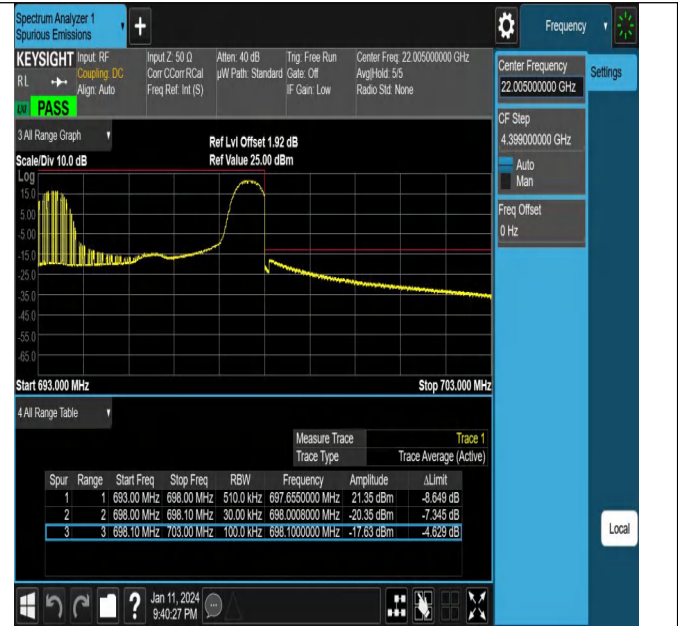 Spectrum Analyzer 1
Spurious Emissions
+
Frequency
KEYSIGHT Input: RF Input Z: 50 Ω Atten: 40 dB Trig: Free Run Center Freq: 22.005000000 GHz
RL Coupling: DC Corr CCorr RCal µW Path: Standard Gate: Off Avg|Hold: 5/5
Align: Auto Freq Ref: Int (S) IF Gain: Low Radio Std: None
LXI PASS
Center Frequency
22.005000000 GHz
Settings
CF Step
4.399000000 GHz
Auto
Man
Freq Offset
0 Hz
3 All Range Graph
Ref Lvl Offset 1.92 dB
Scale/Div 10.0 dB Ref Value 25.00 dBm
Log
15.0
5.00
-5.00
-15.0
-25.0
-35.0
-45.0
-55.0
-65.0
Start 693.000 MHz Stop 703.000 MHz
4 All Range Table
Measure Trace Trace 1
Trace Type Trace Average (Active)
Spur Range Start Freq Stop Freq RBW Frequency Amplitude ΔLimit
1 1 693.00 MHz 698.00 MHz 510.0 kHz 697.6550000 MHz 21.35 dBm -8.649 dB
2 2 698.00 MHz 698.10 MHz 30.00 kHz 698.0008000 MHz -20.35 dBm -7.345 dB
3 3 698.10 MHz 703.00 MHz 100.0 kHz 698.1000000 MHz -17.63 dBm -4.629 dB
Local
? Jan 11, 2024
9:40:27 PM